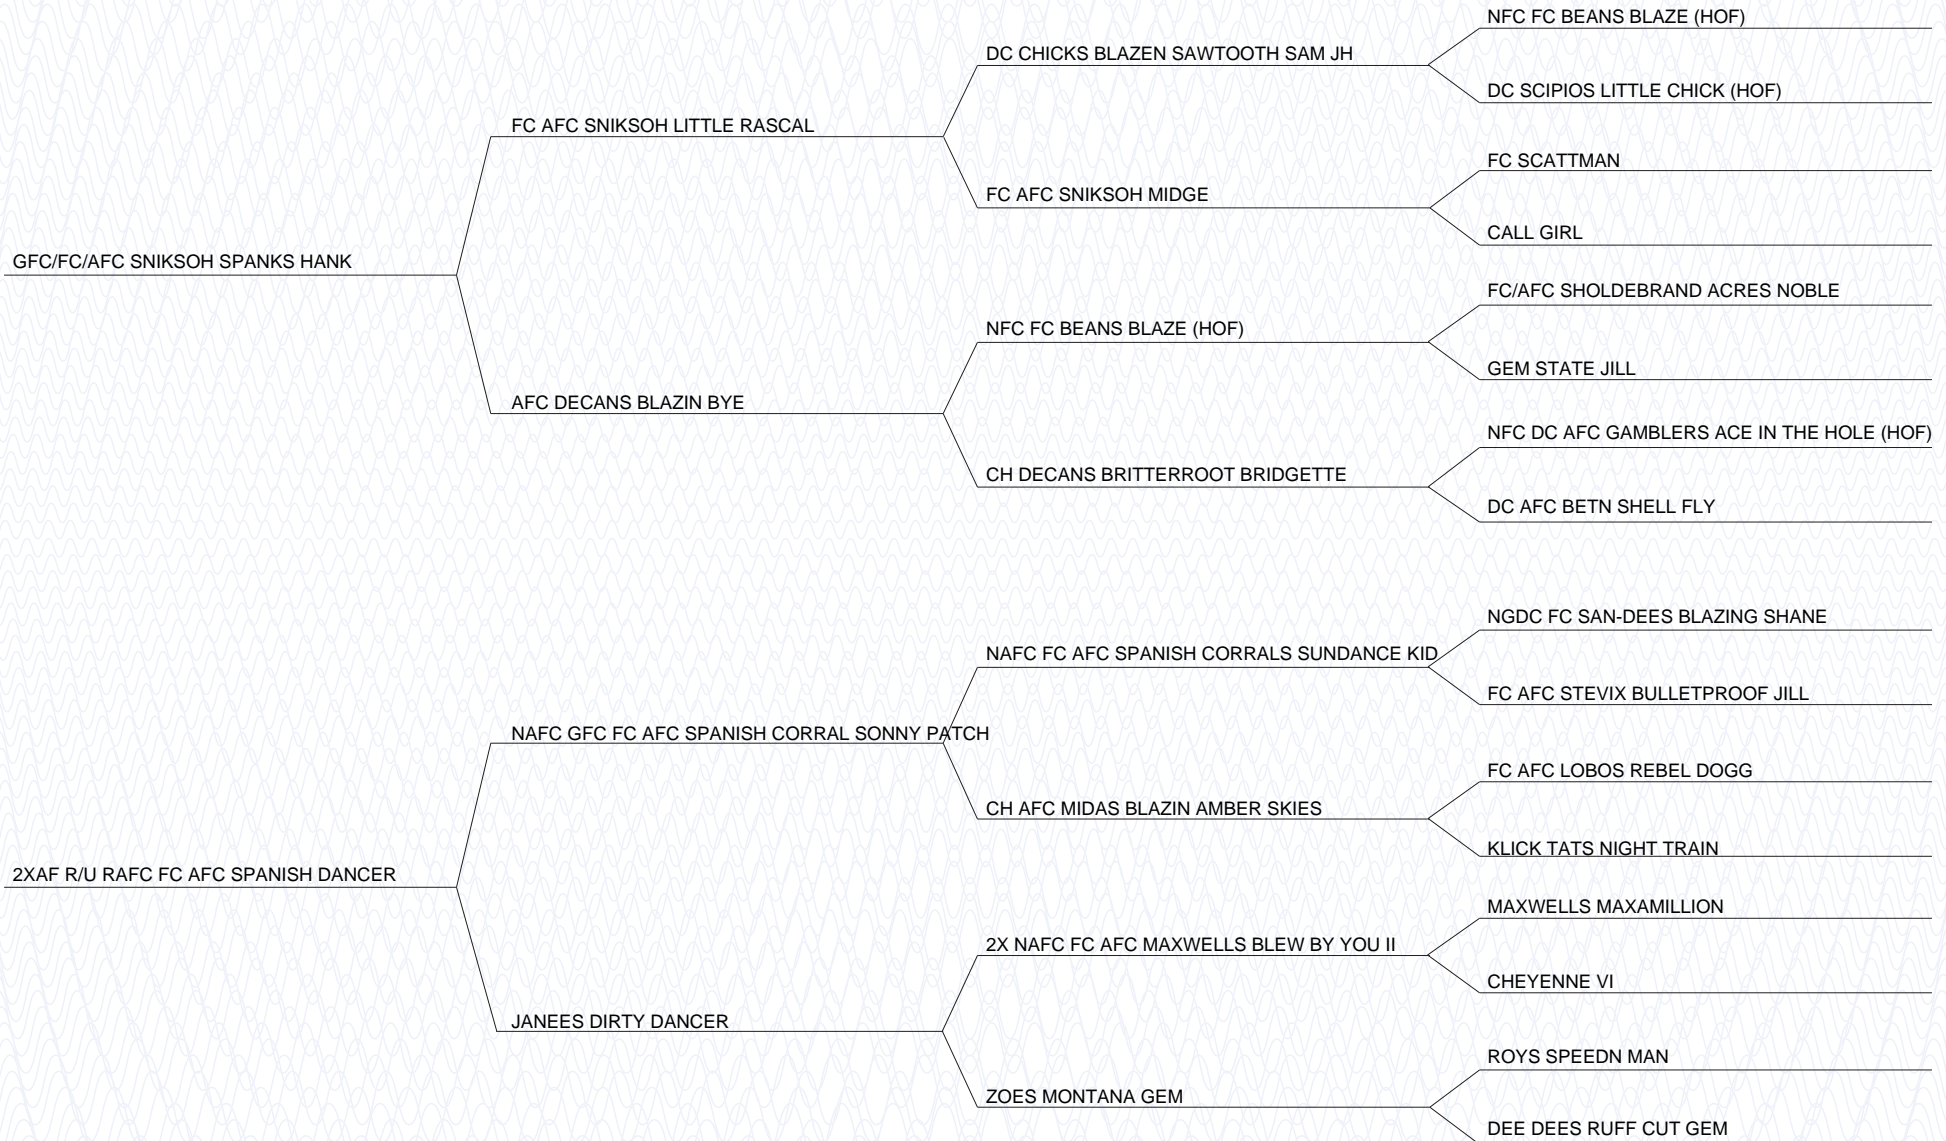 NFC FC BEANS BLAZE (HOF)
DC CHICKS BLAZEN SAWTOOTH SAM JH
DC SCIPIOS LITTLE CHICK (HOF)
FC AFC SNIKSOH LITTLE RASCAL
FC SCATTMAN
FC AFC SNIKSOH MIDGE
CALL GIRL
GFC/FC/AFC SNIKSOH SPANKS HANK
FC/AFC SHOLDEBRAND ACRES NOBLE
NFC FC BEANS BLAZE (HOF)
GEM STATE JILL
AFC DECANS BLAZIN BYE
NFC DC AFC GAMBLERS ACE IN THE HOLE (HOF)
CH DECANS BRITTERROOT BRIDGETTE
DC AFC BETN SHELL FLY
NGDC FC SAN-DEES BLAZING SHANE
NAFC FC AFC SPANISH CORRALS SUNDANCE KID
FC AFC STEVIX BULLETPROOF JILL
NAFC GFC FC AFC SPANISH CORRAL SONNY PATCH
FC AFC LOBOS REBEL DOGG
CH AFC MIDAS BLAZIN AMBER SKIES
KLICK TATS NIGHT TRAIN
2XAF R/U RAFC FC AFC SPANISH DANCER
MAXWELLS MAXAMILLION
2X NAFC FC AFC MAXWELLS BLEW BY YOU II
CHEYENNE VI
JANEES DIRTY DANCER
ROYS SPEEDN MAN
ZOES MONTANA GEM
DEE DEES RUFF CUT GEM